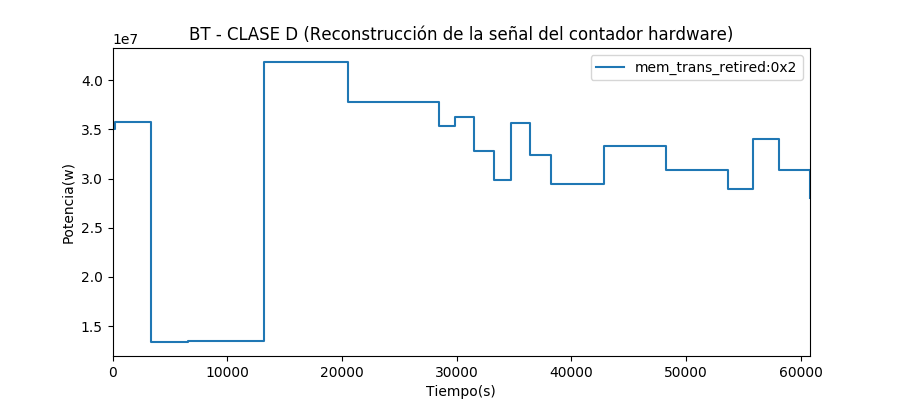 BT - CLASE D (Reconstrucción de la señal del contador hardware)
1e7
mem_trans_retired:0x2
4.0
3.5
3.0
2.5
2.0
1.5
Potencia(w)
0 10000 20000 30000 40000 50000 60000
Tiempo(s)